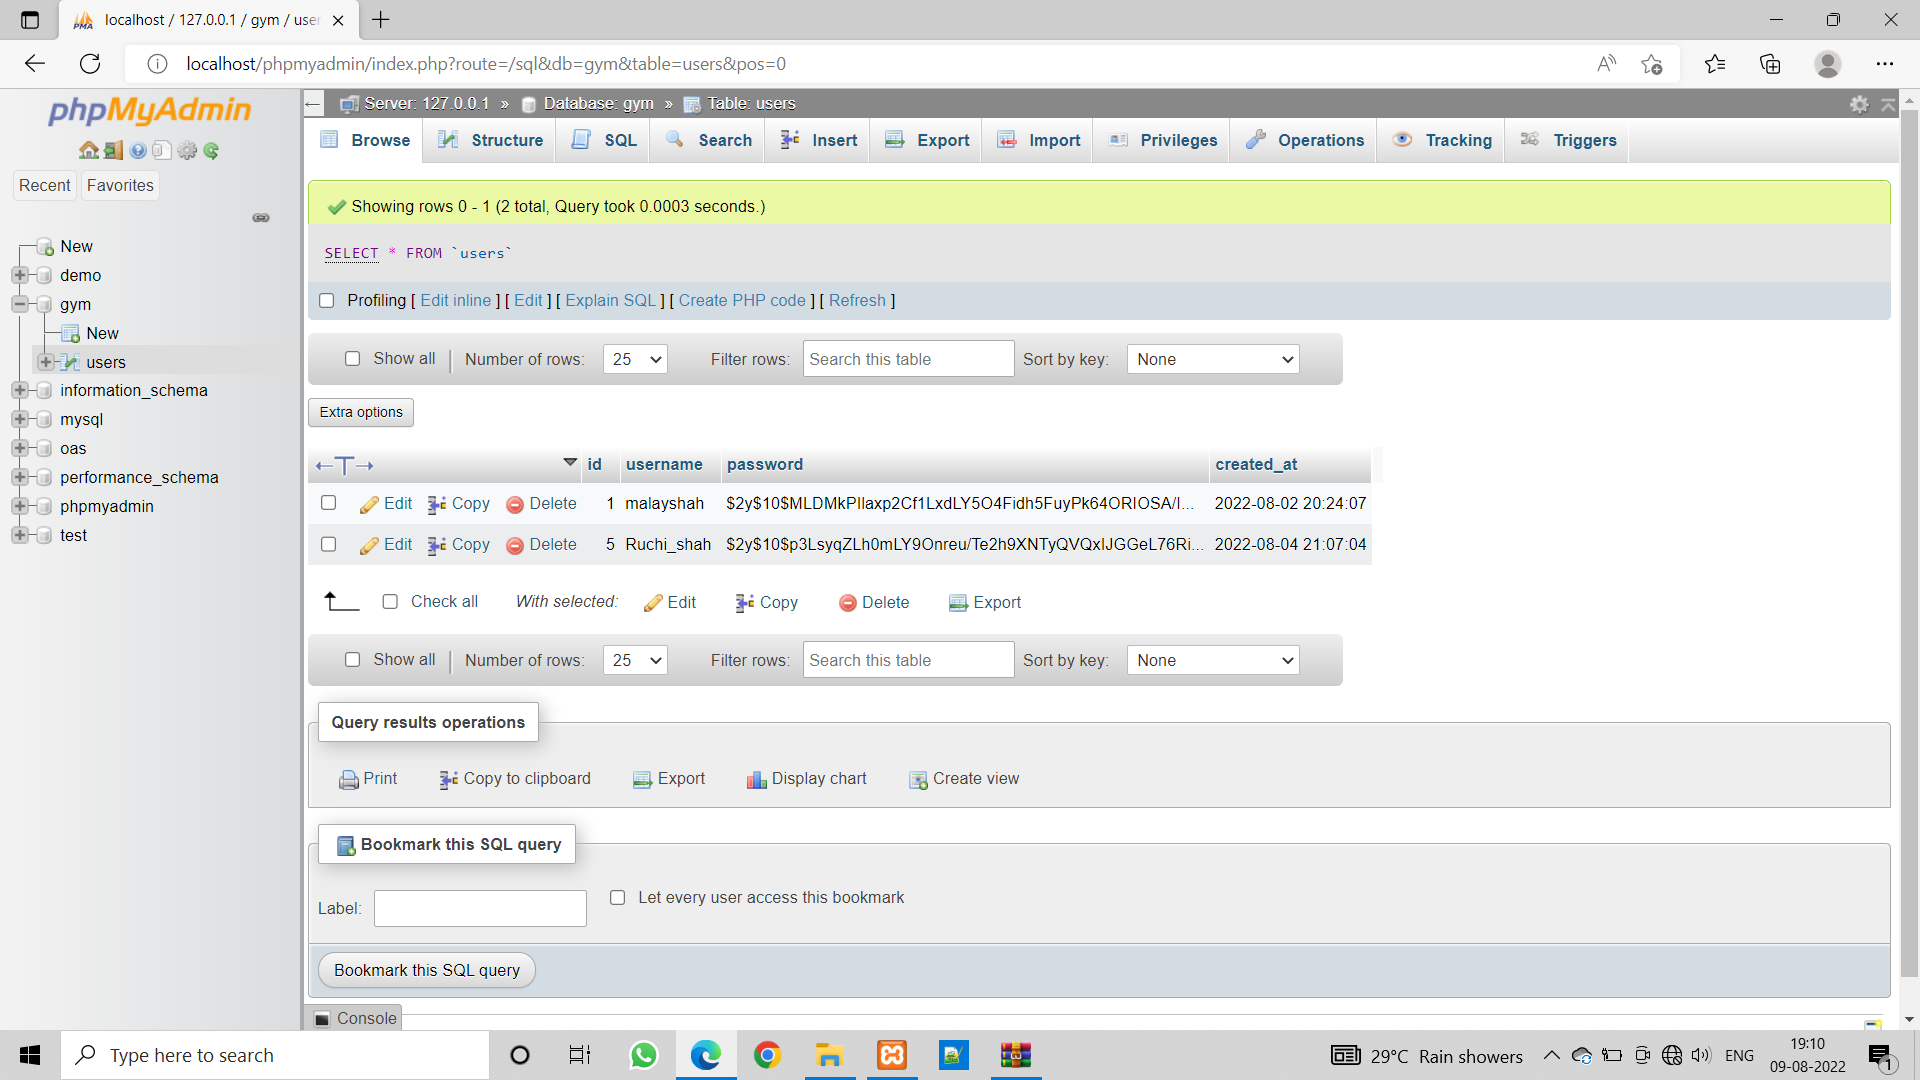 localhost / 127.0.0.1 / gym / user
localhost/phpmyadmin/index.php?route=/sql&db=gym&table=users&pos=0
phpMyAdmin
Recent Favorites
New
demo
gym
New
users
information_schema
mysql
oas
performance_schema
phpmyadmin
test
Server: 127.0.0.1 » Database: gym » Table: users
Browse Structure SQL Search Insert Export Import Privileges Operations Tracking Triggers
Showing rows 0 - 1 (2 total, Query took 0.0003 seconds.)
SELECT * FROM `users`
Profiling [ Edit inline ] [ Edit ] [ Explain SQL ] [ Create PHP code ] [ Refresh ]
Show all Number of rows: 25 Filter rows: Search this table Sort by key: None
Extra options
←T→ id username password created_at
Edit Copy Delete 1 malayshah $2y$10$MLDMkPIlaxp2Cf1LxdLY5O4Fidh5FuyPk64ORIOSA/I... 2022-08-02 20:24:07
Edit Copy Delete 5 Ruchi_shah $2y$10$p3LsyqZLh0mLY9Onreu/Te2h9XNTyQVQxIJGGeL76Ri... 2022-08-04 21:07:04
Check all With selected: Edit Copy Delete Export
Show all Number of rows: 25 Filter rows: Search this table Sort by key: None
Query results operations
Print Copy to clipboard Export Display chart Create view
Bookmark this SQL query
Label: Let every user access this bookmark
Bookmark this SQL query
Console
Type here to search
29°C Rain showers ENG
19:10
09-08-2022
1